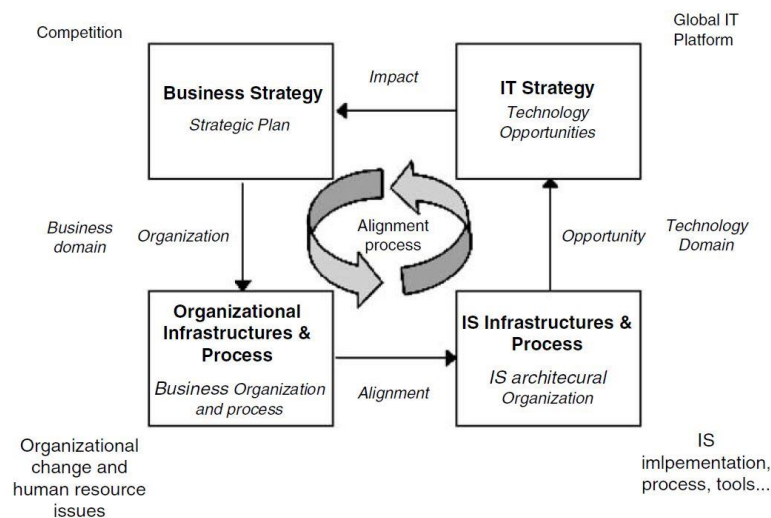 Competition
Global IT
Platform
Business Strategy
Strategic Plan
Impact
IT Strategy
Technology
Opportunities
Business
domain
Organization
Alignment
process
Opportunity
Technology
Domain
Organizational
Infrastructures &
Process
Business Organization
and process
Alignment
IS Infrastructures &
Process
IS architecural
Organization
Organizational
change and
human resource
issues
IS
imlpementation,
process, tools...